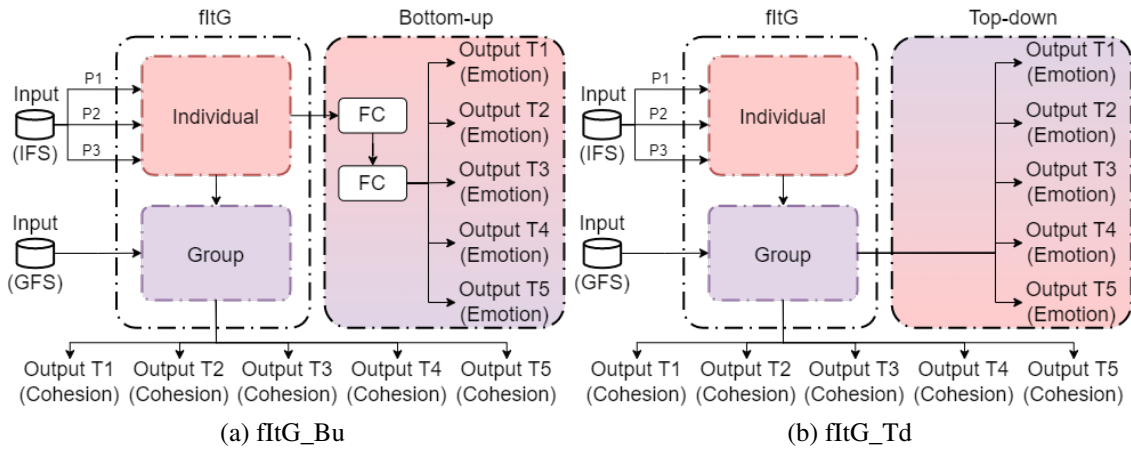 fItG
Bottom-up
Input
(IFS)
P1
P2
P3
Individual
FC
FC
Output T1
(Emotion)
Output T2
(Emotion)
Output T3
(Emotion)
Output T4
(Emotion)
Output T5
(Emotion)
Input
(GFS)
Group
Output T1
(Cohesion)
Output T2
(Cohesion)
Output T3
(Cohesion)
Output T4
(Cohesion)
Output T5
(Cohesion)
(a) fItG_Bu
fItG
Top-down
Input
(IFS)
P1
P2
P3
Individual
Output T1
(Emotion)
Output T2
(Emotion)
Output T3
(Emotion)
Output T4
(Emotion)
Output T5
(Emotion)
Input
(GFS)
Group
Output T1
(Cohesion)
Output T2
(Cohesion)
Output T3
(Cohesion)
Output T4
(Cohesion)
Output T5
(Cohesion)
(b) fItG_Td